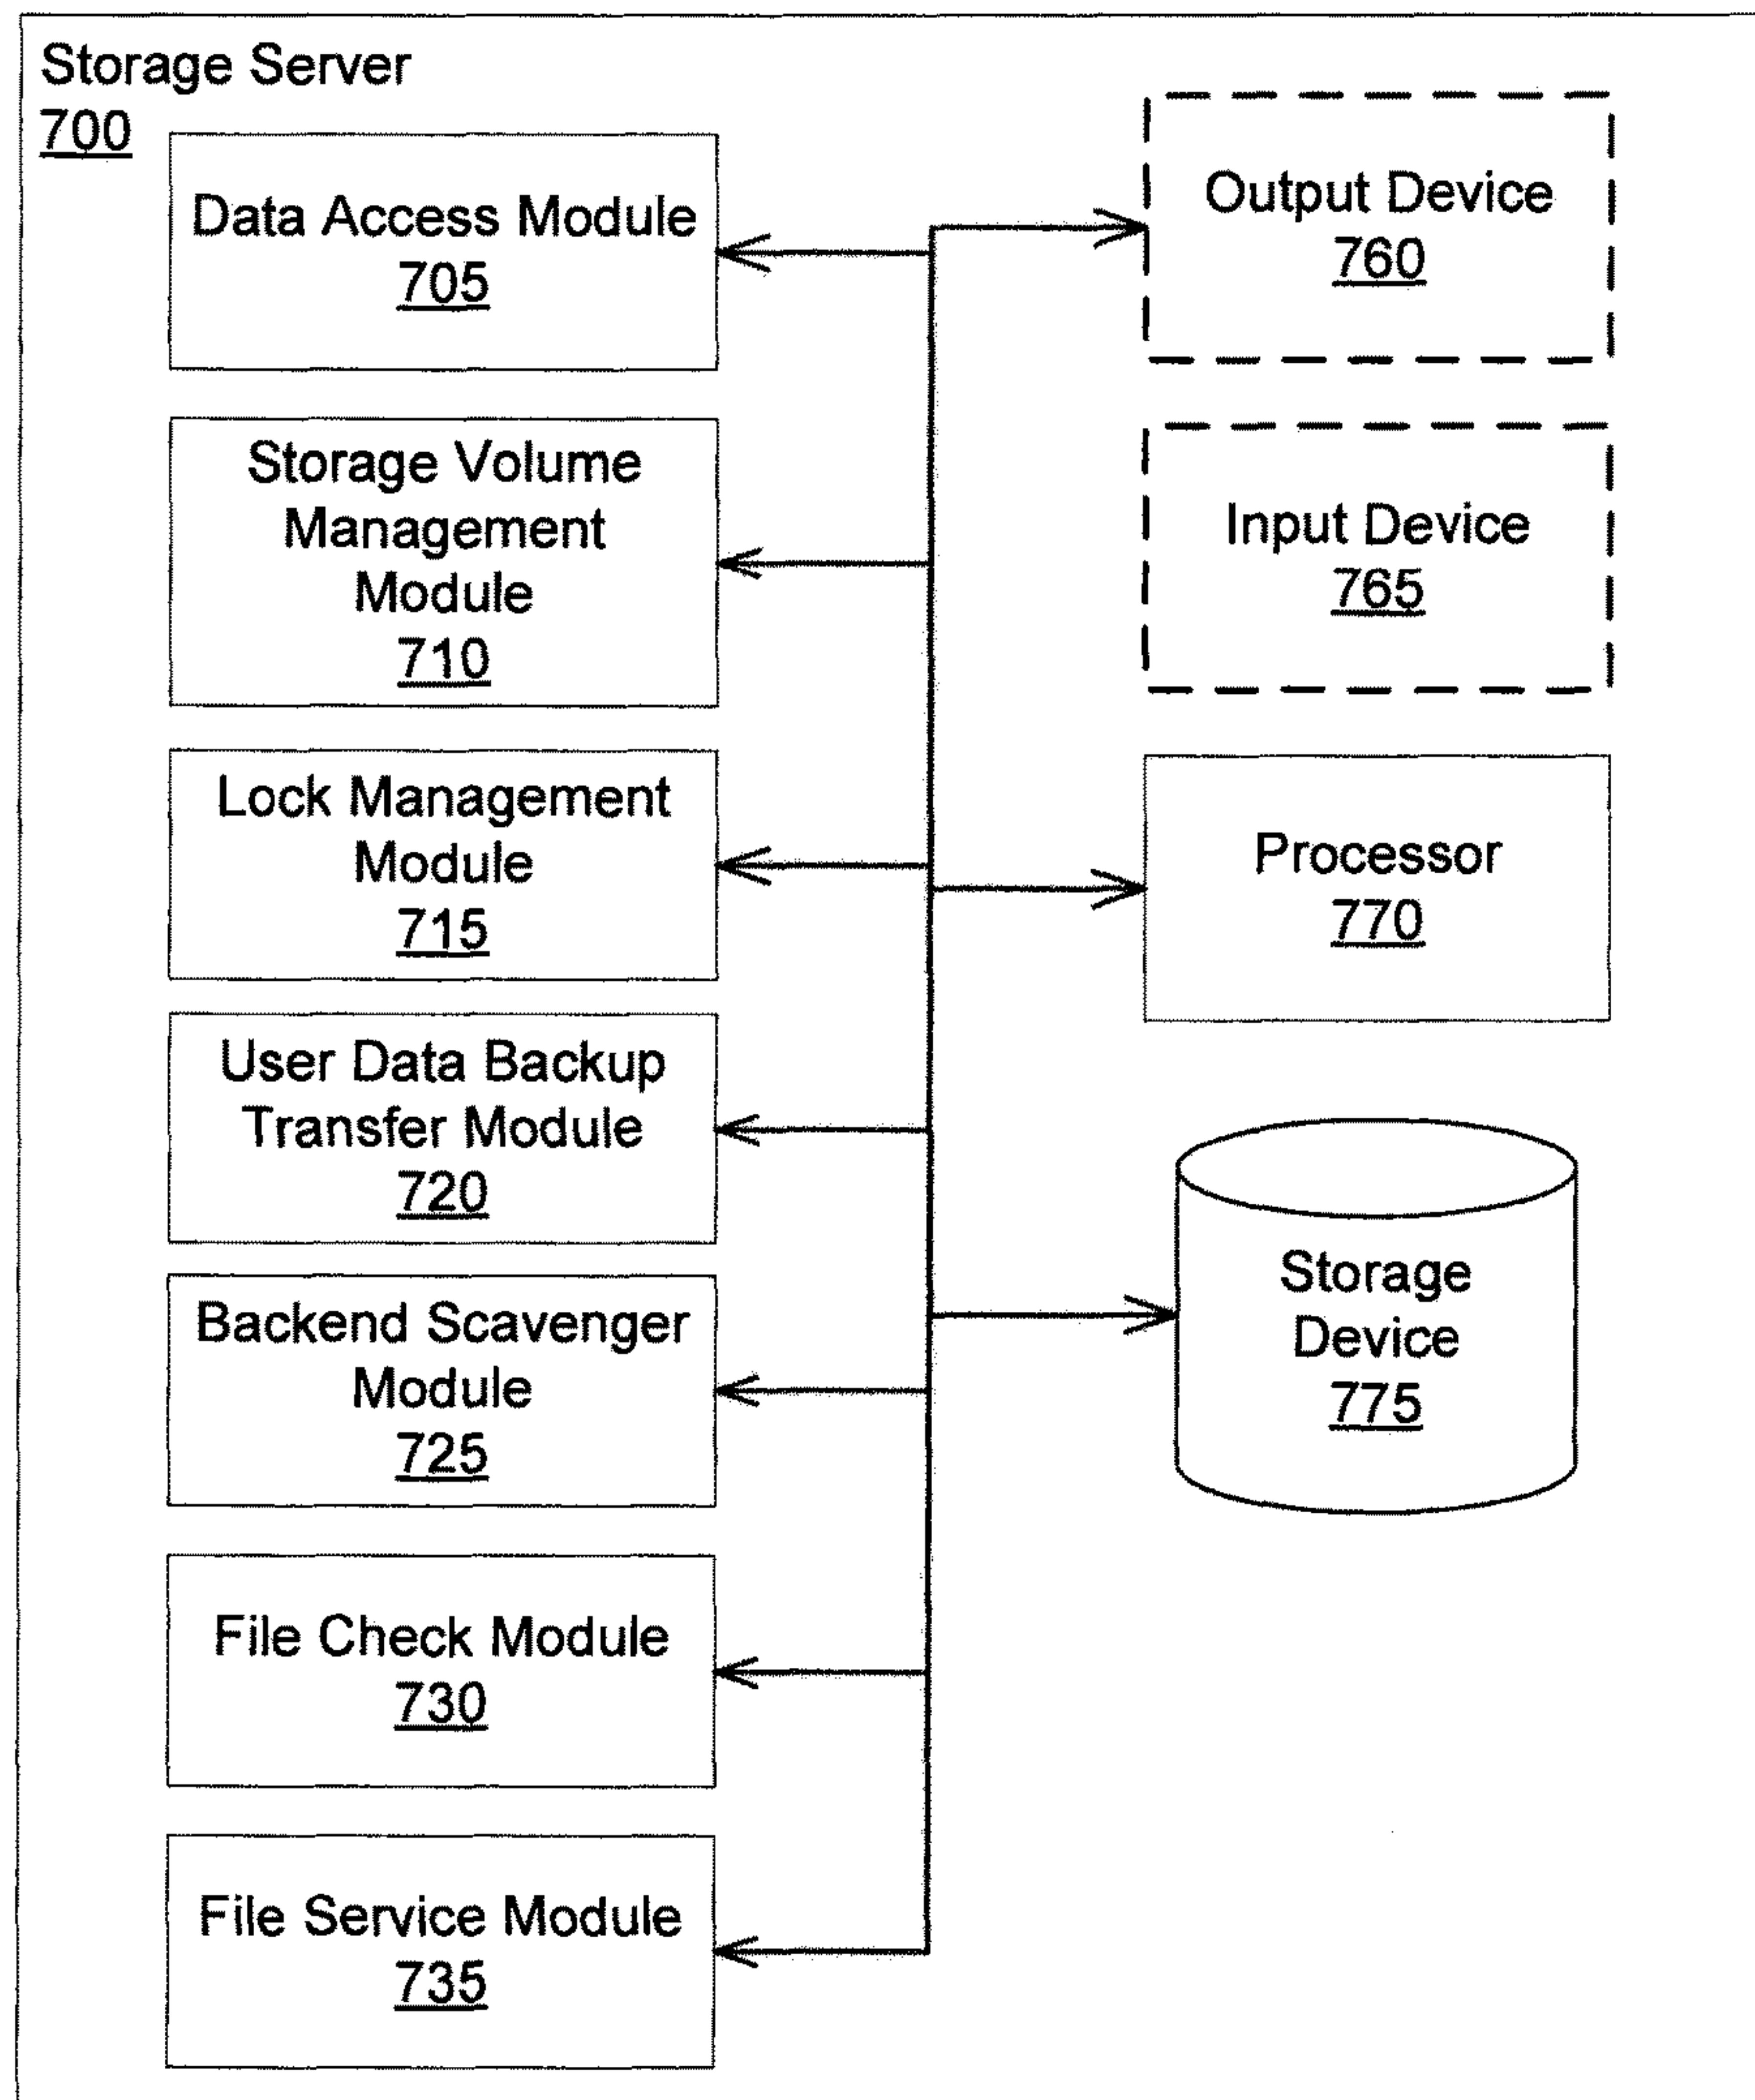 Storage Server
700
Data Access Module
705
Storage Volume
Management
Module
710
Lock Management
Module
715
User Data Backup
Transfer Module
720
Backend Scavenger
Module
725
File Check Module
730
File Service Module
735
Output Device
760
Input Device
765
Processor
770
Storage
Device
775